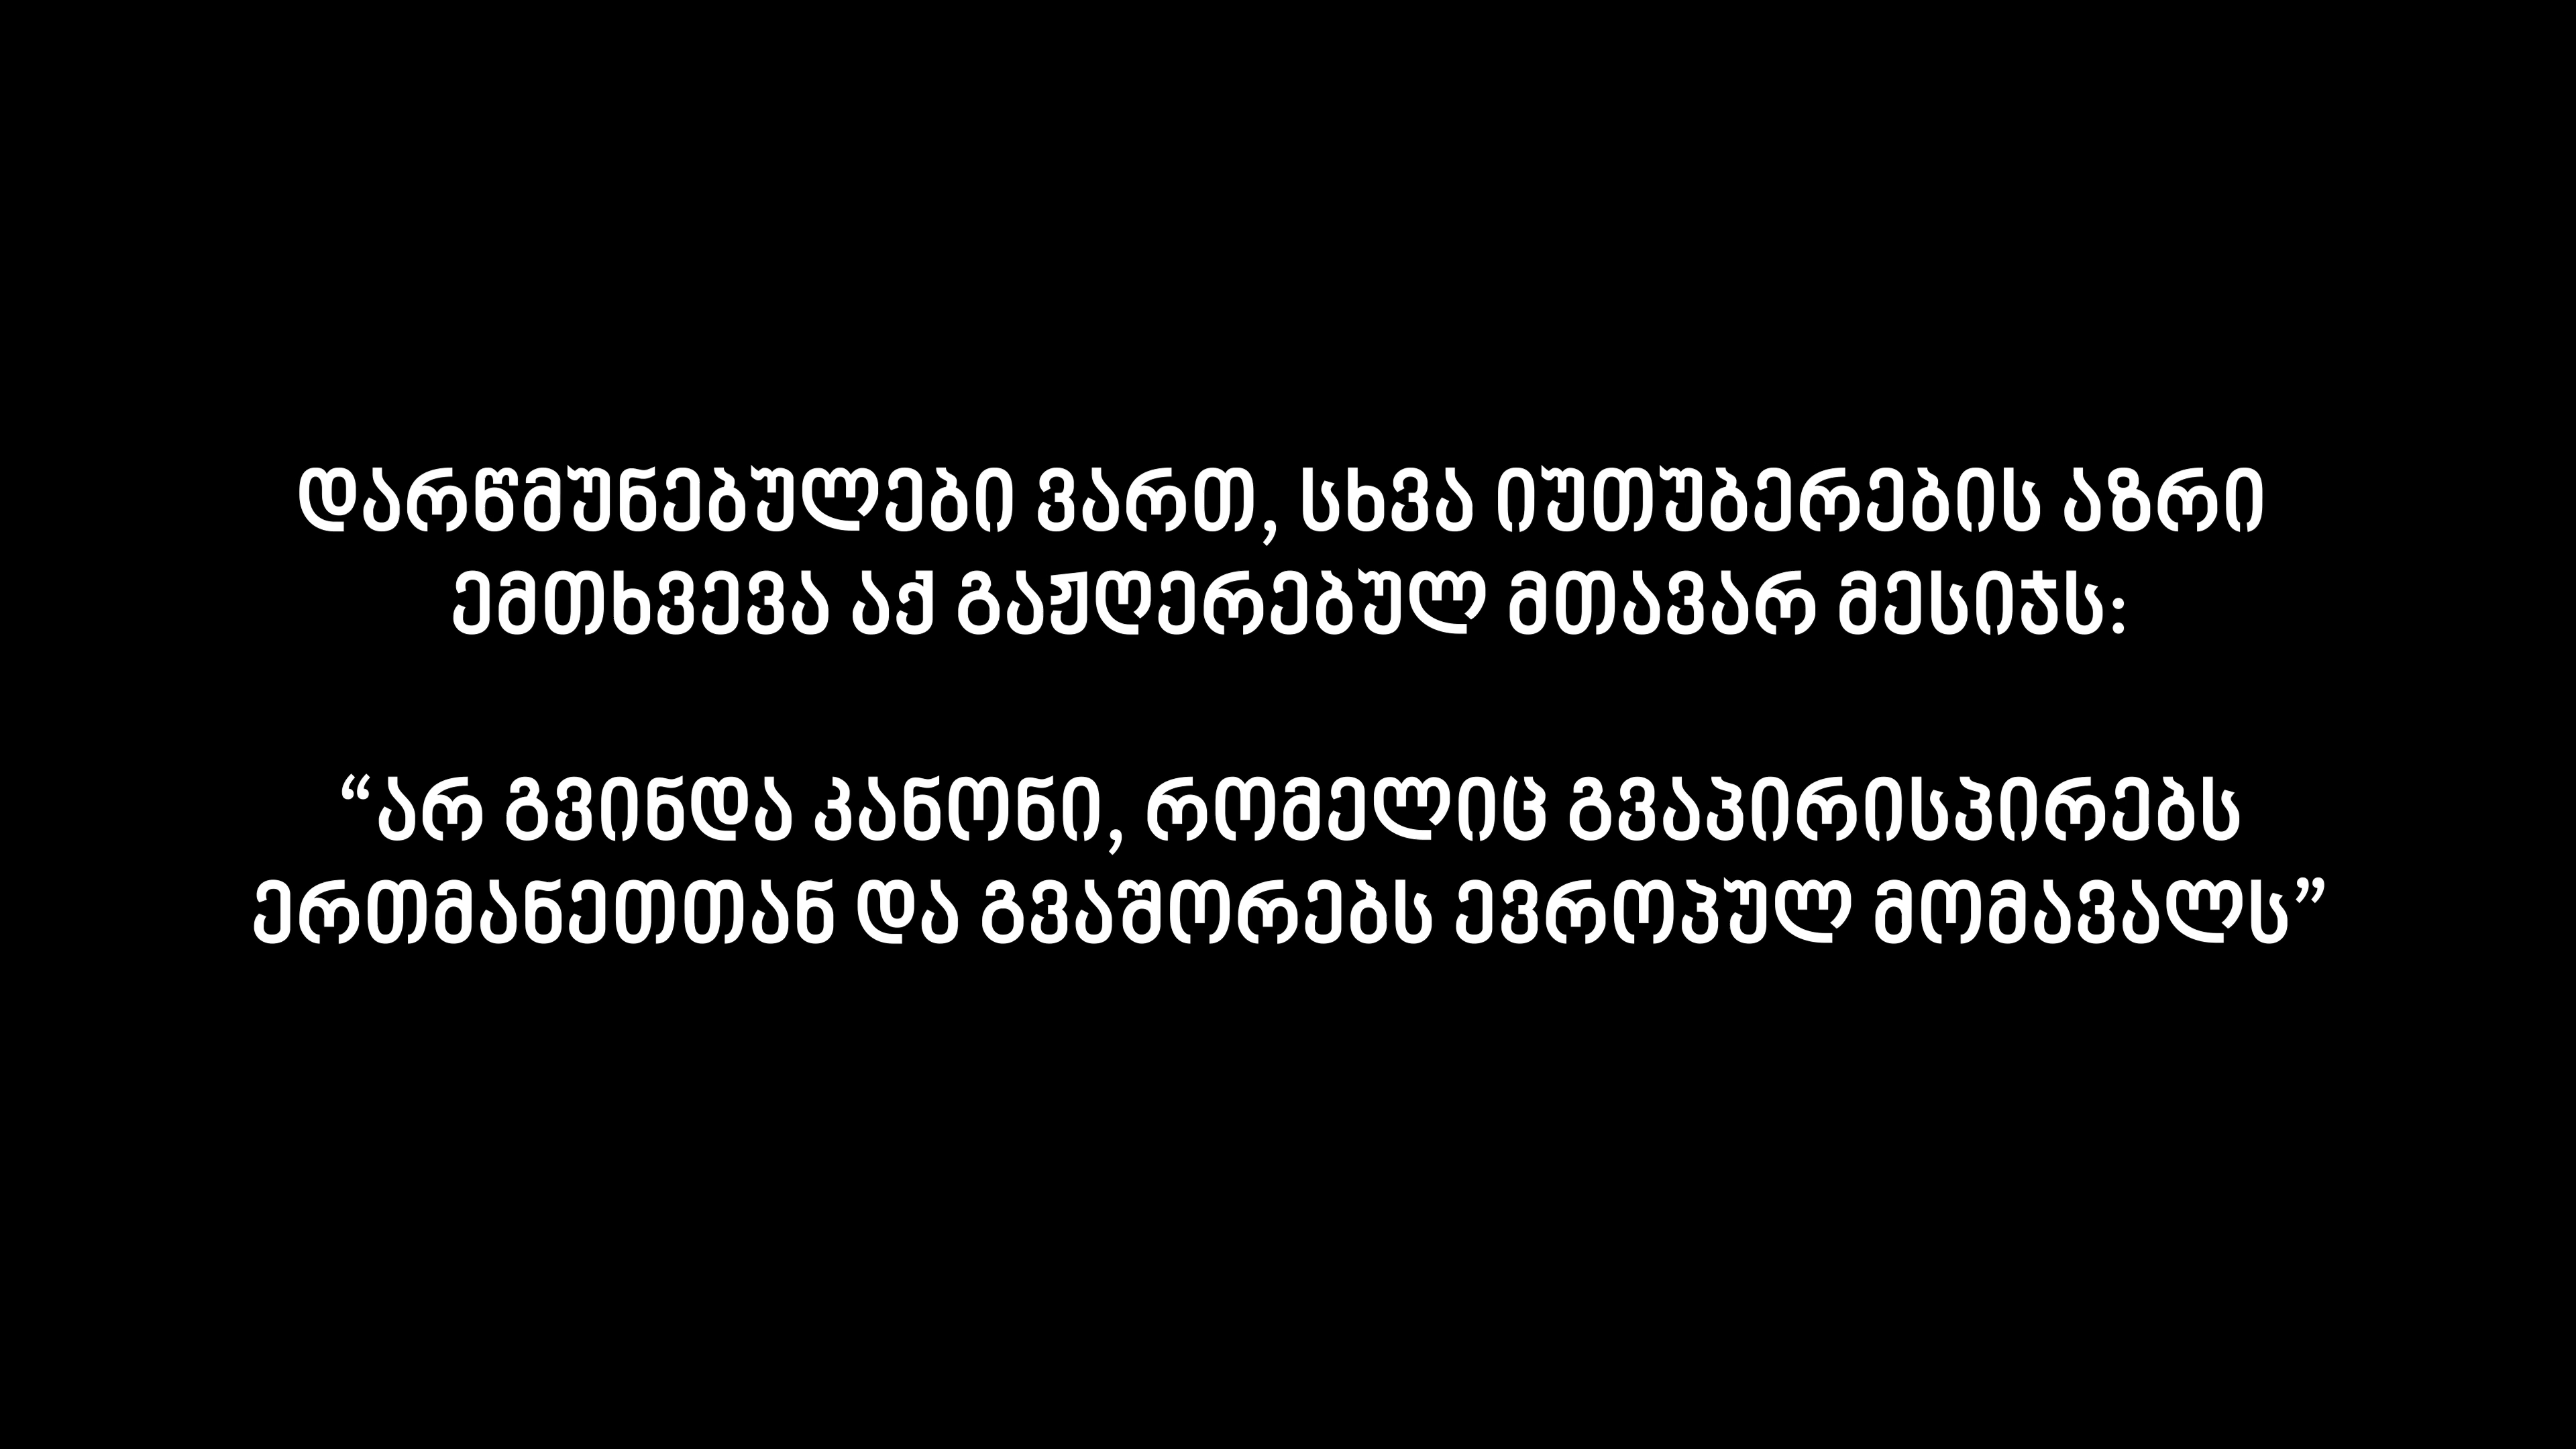 დარწმუნებულები ვართ, სხვა იუთუბერების აზრი
ემთხვევა აქ გაჟღერებულ მთავარ მესიჯს:
“არ გვინდა კანონი, რომელიც გვაპირისპირებს
ერთმანეთთან და გვაშორებს ევროპულ მომავალს”